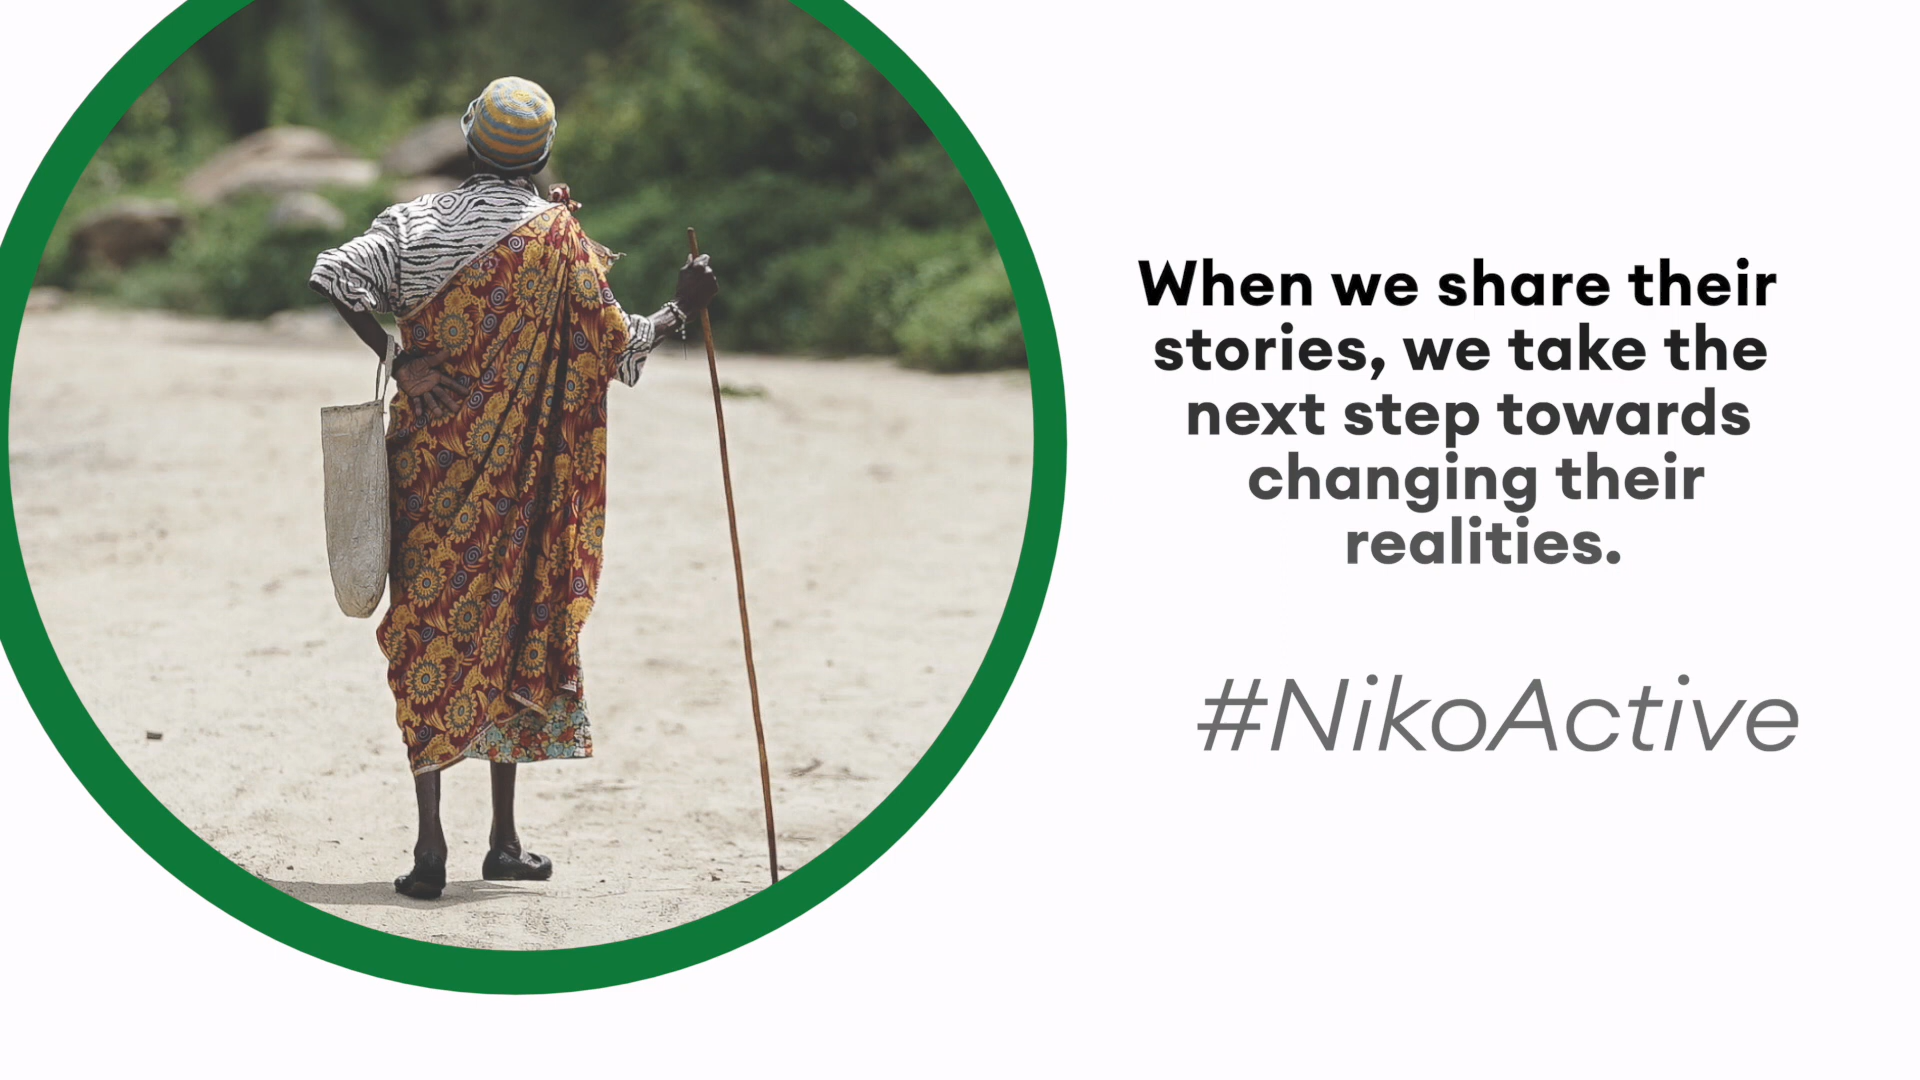 When we share their
stories, we take the
next step towards
changing their
realities.
#NikoActive